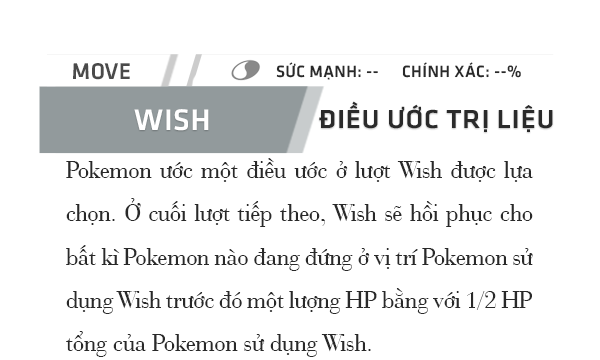 MOVE SỨC MẠNH: -- CHÍNH XÁC: --%
WISH ĐIỀU ƯỚC TRỊ LIỆU
Pokemon ước một điều ước ở lượt Wish được lựa
chọn. Ở cuối lượt tiếp theo, Wish sẽ hồi phục cho
bất kì Pokemon nào đang đứng ở vị trí Pokemon sử
dụng Wish trước đó một lượng HP bằng với 1/2 HP
tổng của Pokemon sử dụng Wish.